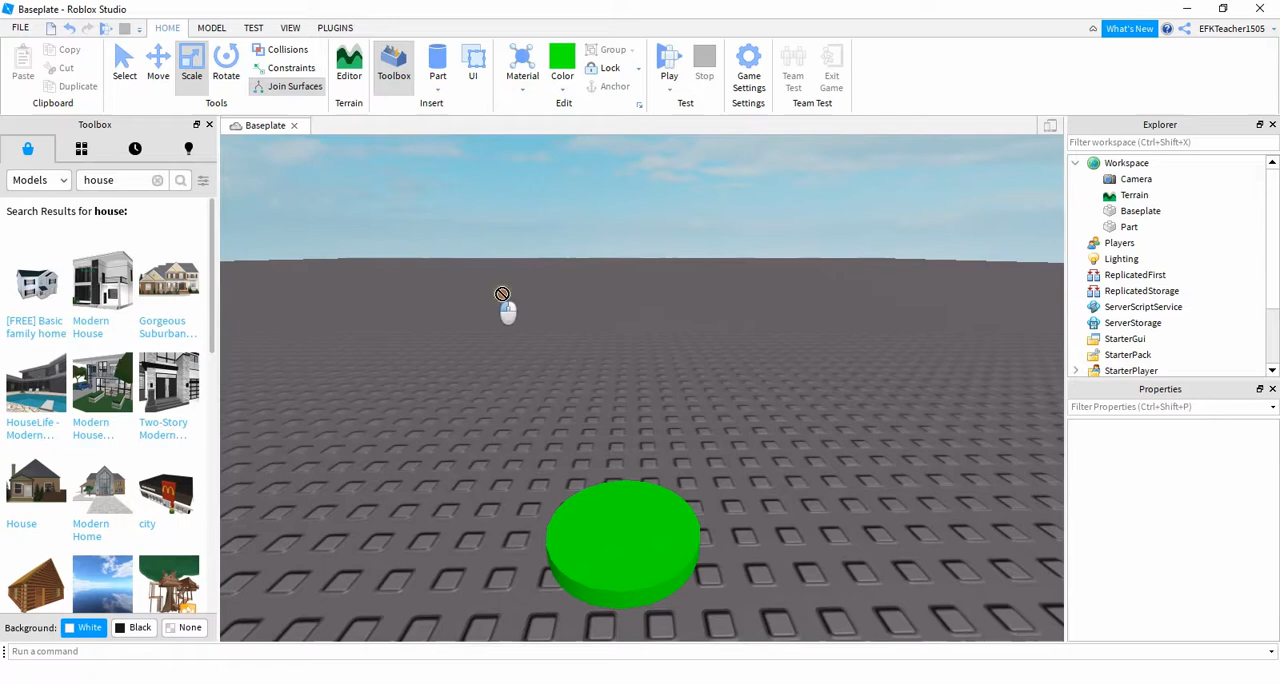 Baseplate - Roblox Studio
FILE HOME MODEL TEST VIEW PLUGINS What's New EFKTeacher1505
Paste Copy Cut Duplicate
Clipboard
Select Move Scale Rotate Collisions Constraints Join Surfaces
Tools
Editor
Terrain
Toolbox Part UI
Insert
Material Color Group Lock Anchor
Edit
Play Stop
Test
Game Settings
Settings
Team Test Exit Game
Team Test
Toolbox
Models house
Search Results for house:
[FREE] Basic family home
Modern House
Gorgeous Suburban...
HouseLife - Modern...
Modern House...
Two-Story Modern...
House
Modern Home
city
Background: White Black None
Run a command
Baseplate
Explorer
Filter workspace (Ctrl+Shift+X)
Workspace
Camera
Terrain
Baseplate
Part
Players
Lighting
ReplicatedFirst
ReplicatedStorage
ServerScriptService
ServerStorage
StarterGui
StarterPack
StarterPlayer
Properties
Filter Properties (Ctrl+Shift+P)